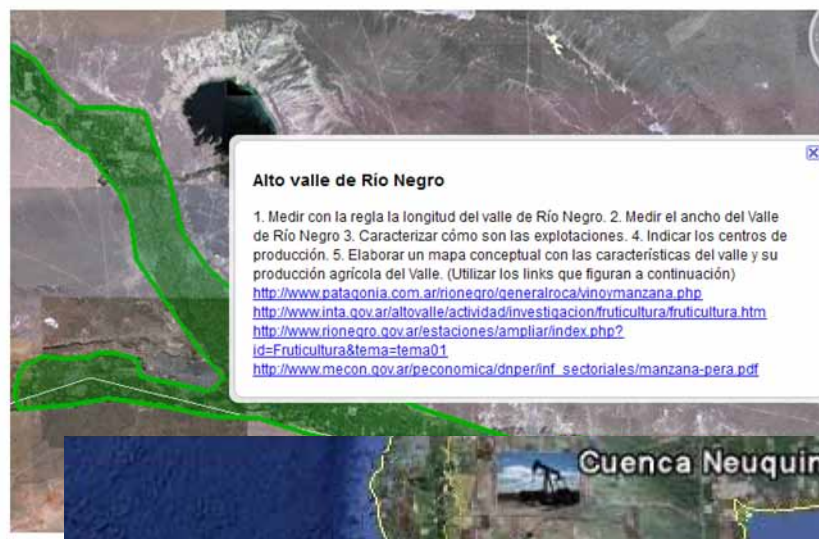 Alto valle de Río Negro
1. Medir con la regla la longitud del valle de Río Negro. 2. Medir el ancho del Valle
de Río Negro 3. Caracterizar cómo son las explotaciones. 4. Indicar los centros de
producción. 5. Elaborar un mapa conceptual con las características del valle y su
producción agrícola del Valle. (Utilizar los links que figuran a continuación)
http://www.patagonia.com.ar/rionegro/generalroca/vinoymanzana.php
http://www.inta.gov.ar/altovalle/actividad/investigacion/fruticultura/fruticultura.htm
http://www.rionegro.gov.ar/estaciones/ampliar/index.php?
id=Fruticultura&tema=tema01
http://www.mecon.gov.ar/peconomica/dnper/inf_sectoriales/manzana-pera.pdf
Cuenca Neuquin